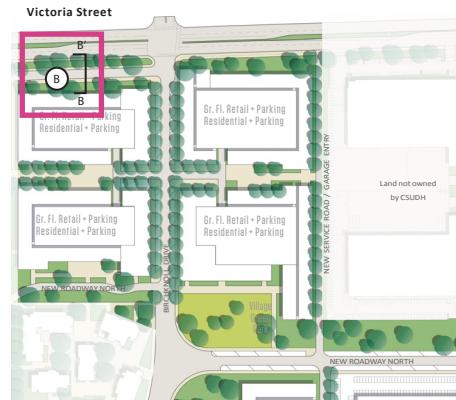 Victoria Street
B'
B
B
Gr. Fl. Retail + Parking
Residential + Parking
Gr. Fl. Retail + Parking
Residential + Parking
Gr. Fl. Retail + Parking
Residential + Parking
Gr. Fl. Retail + Parking
Residential + Parking
NEW SERVICE ROAD / GARAGE ENTRY
Land not owned
by CSUDH
NEW ROADWAY NORTH
BIRCHKNOLL DRIVE
Village
NEW ROADWAY NORTH